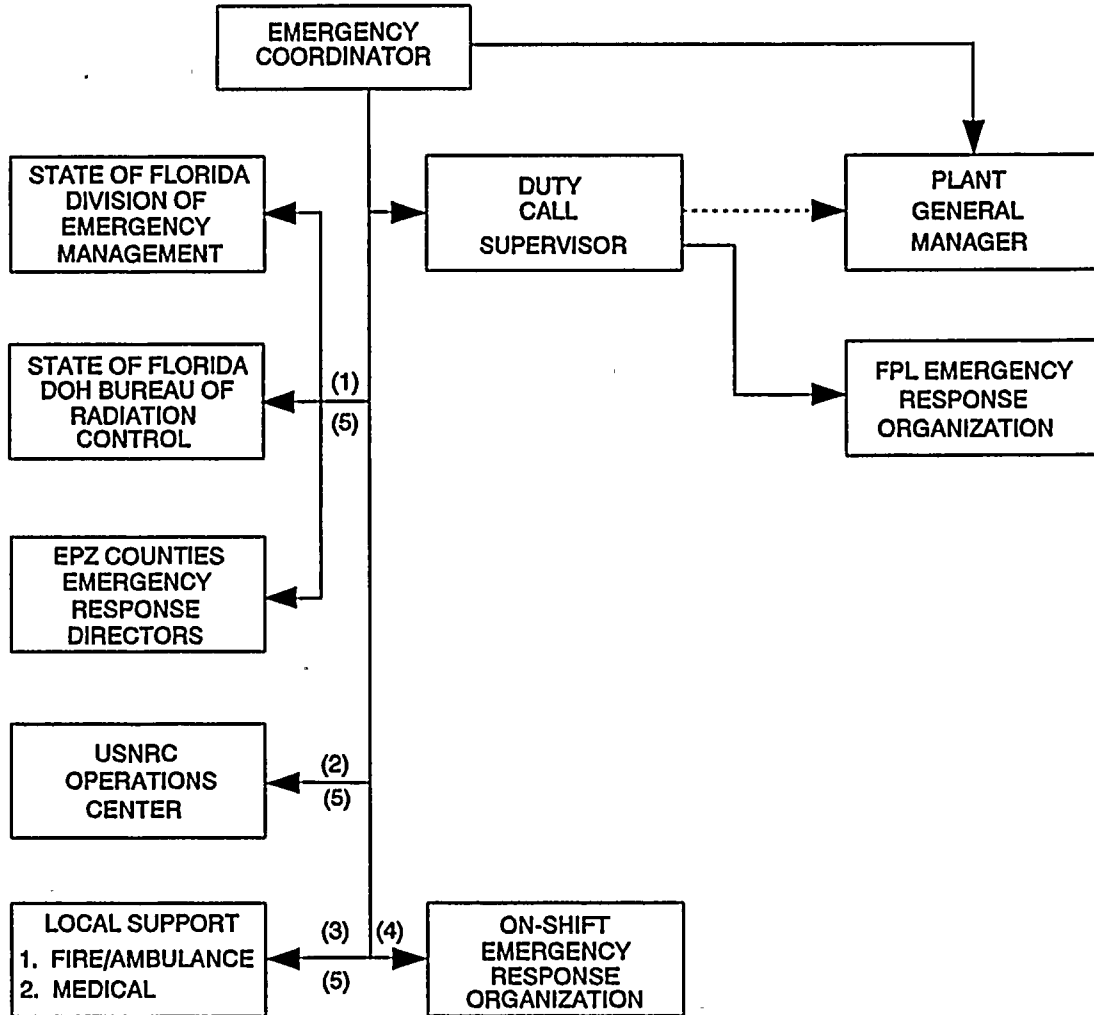 EMERGENCY
COORDINATOR
STATE OF FLORIDA
DIVISION OF
EMERGENCY
MANAGEMENT
DUTY
CALL
SUPERVISOR
PLANT
GENERAL
MANAGER
STATE OF FLORIDA
DOH BUREAU OF
RADIATION
CONTROL
(1)
(5)
FPL EMERGENCY
RESPONSE
ORGANIZATION
EPZ COUNTIES
EMERGENCY
RESPONSE
DIRECTORS
USNRC
OPERATIONS
CENTER
(2)
(5)
LOCAL SUPPORT
1. FIRE/AMBULANCE
2. MEDICAL
(3)
(5)
(4)
ON-SHIFT
EMERGENCY
RESPONSE
ORGANIZATION